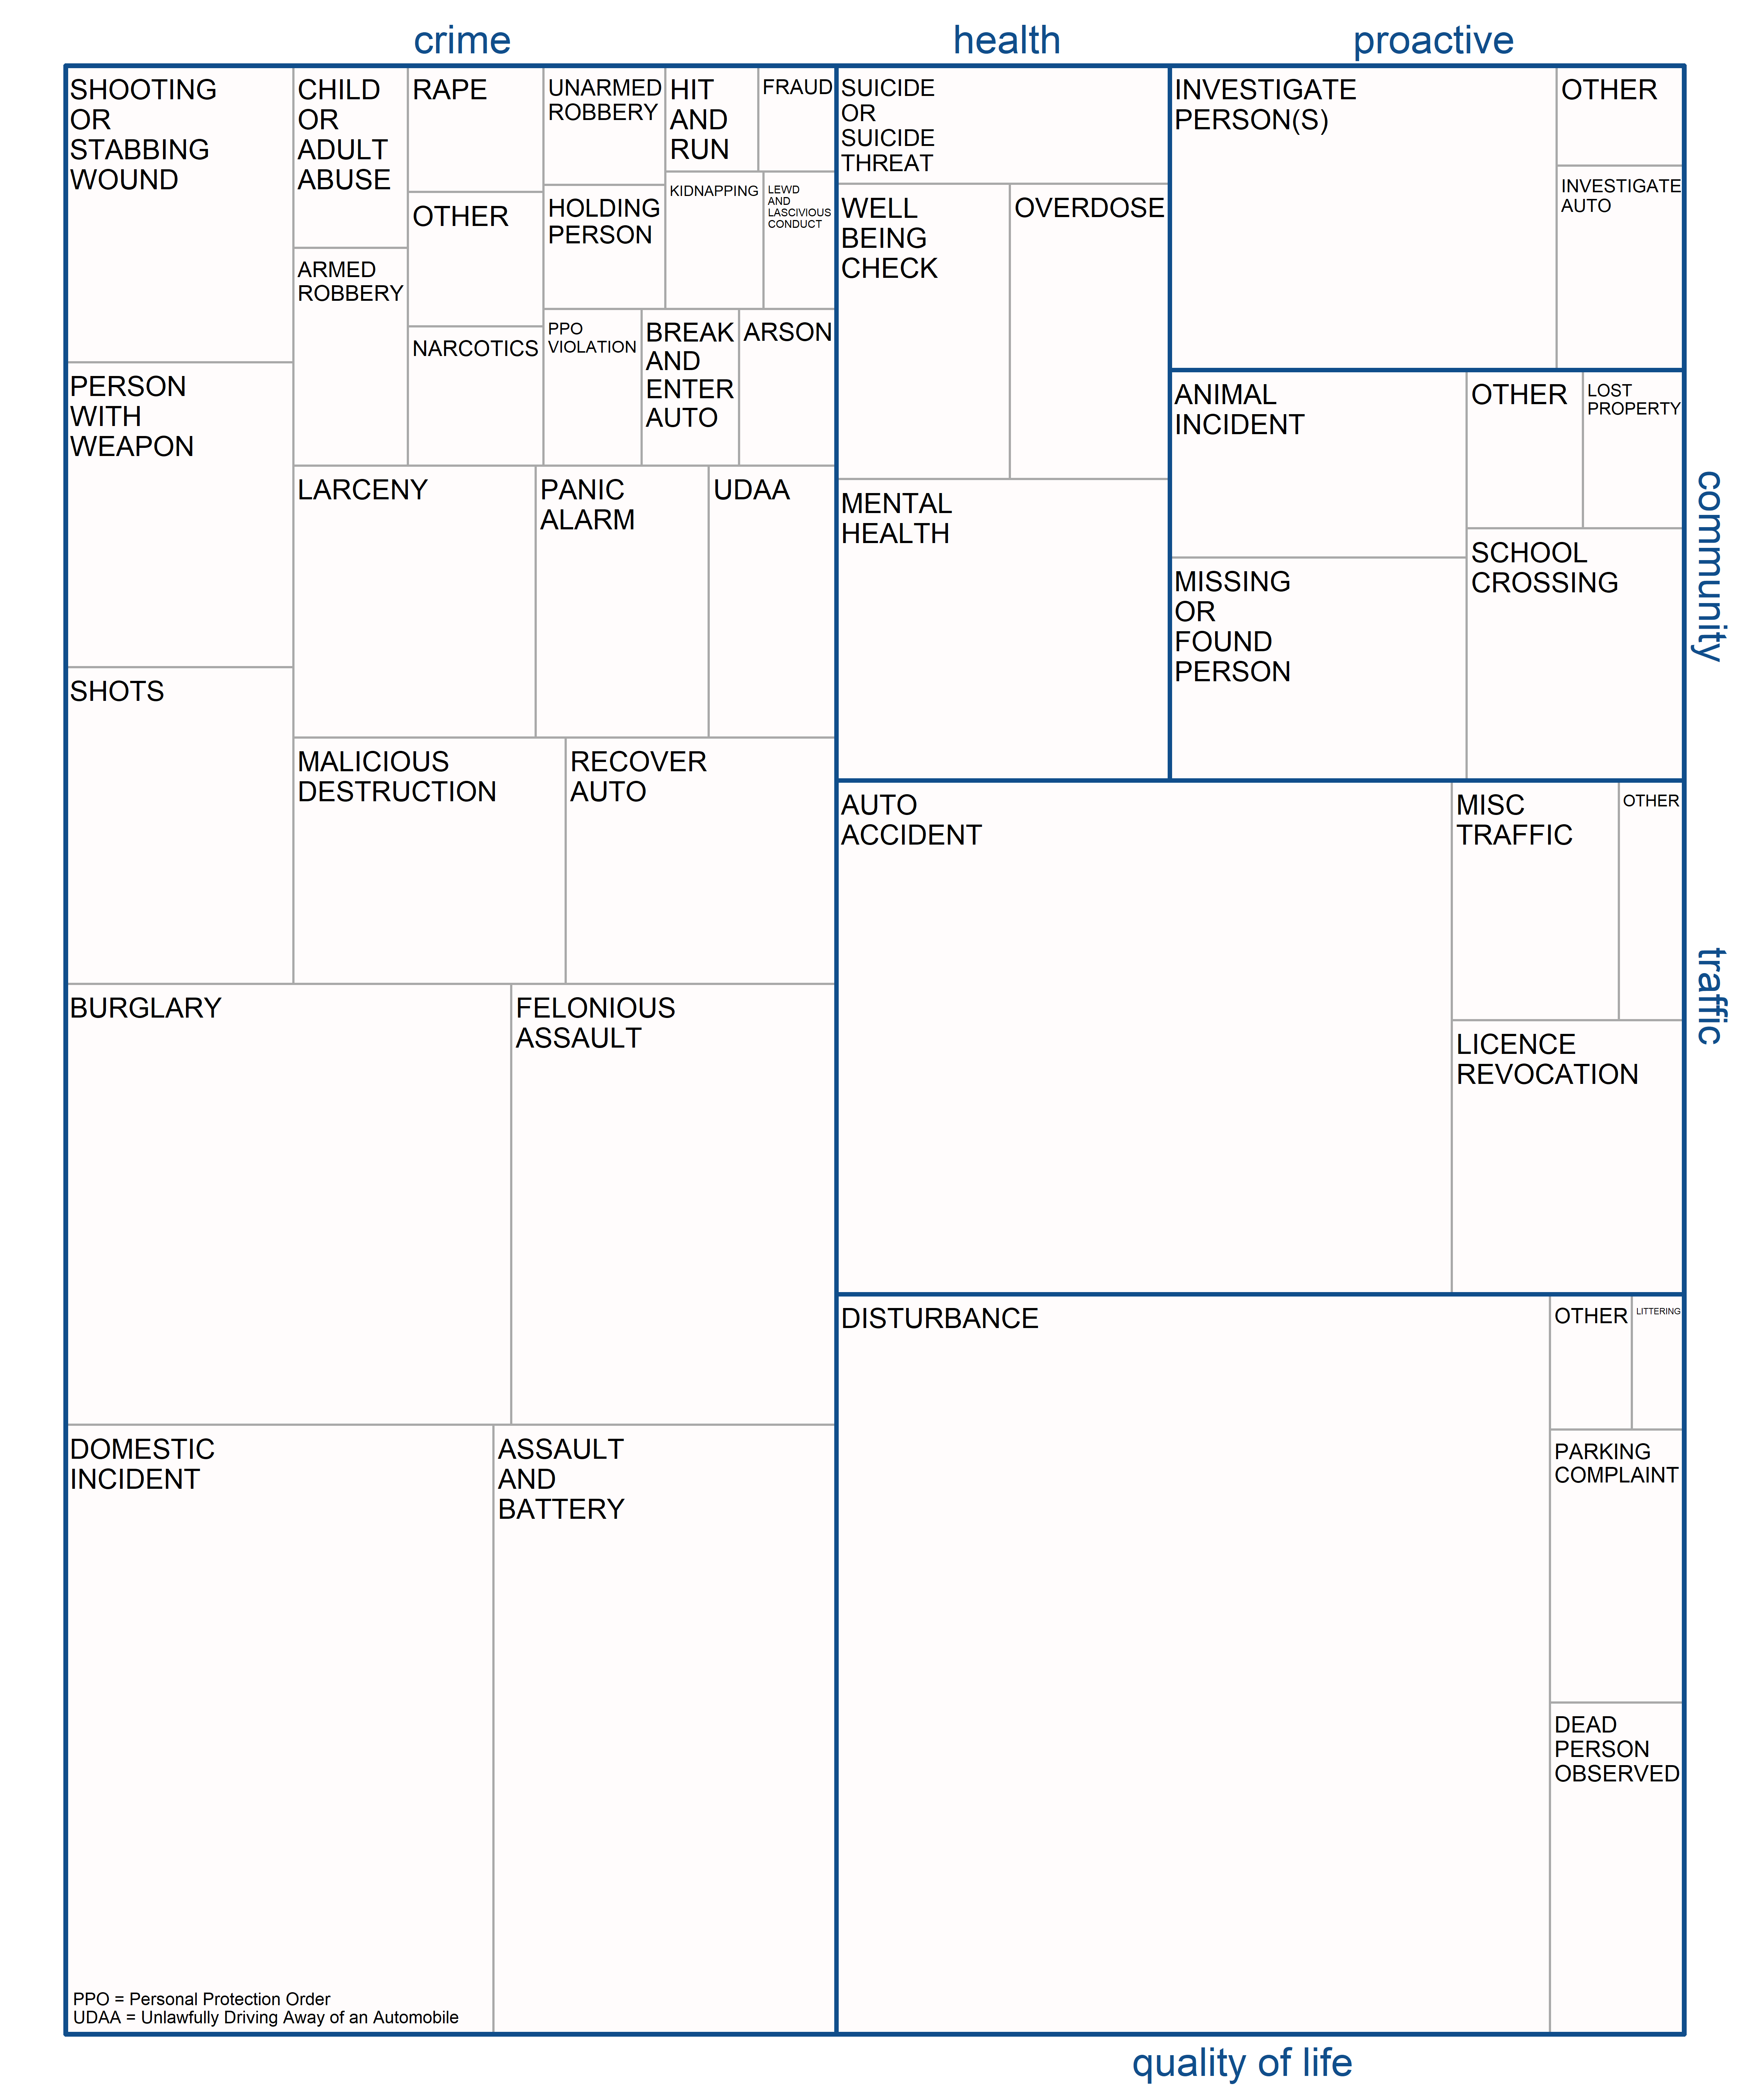 crime
health
proactive
SHOOTING
OR
STABBING
WOUND
CHILD
OR
ADULT
ABUSE
RAPE
UNARMED
ROBBERY
HIT
AND
RUN
FRAUD
OTHER
HOLDING
PERSON
KIDNAPPING
LEWD
AND
LASCIVIOUS
CONDUCT
ARMED
ROBBERY
NARCOTICS
PPO
VIOLATION
BREAK
AND
ENTER
AUTO
ARSON
PERSON
WITH
WEAPON
LARCENY
PANIC
ALARM
UDAA
SHOTS
MALICIOUS
DESTRUCTION
RECOVER
AUTO
BURGLARY
FELONIOUS
ASSAULT
DOMESTIC
INCIDENT
ASSAULT
AND
BATTERY
PPO = Personal Protection Order
UDAA = Unlawfully Driving Away of an Automobile
SUICIDE
OR
SUICIDE
THREAT
WELL
BEING
CHECK
OVERDOSE
MENTAL
HEALTH
INVESTIGATE
PERSON(S)
OTHER
INVESTIGATE
AUTO
ANIMAL
INCIDENT
OTHER
LOST
PROPERTY
MISSING
OR
FOUND
PERSON
SCHOOL
CROSSING
community
AUTO
ACCIDENT
MISC
TRAFFIC
OTHER
LICENCE
REVOCATION
traffic
DISTURBANCE
OTHER
LITTERING
PARKING
COMPLAINT
DEAD
PERSON
OBSERVED
quality of life